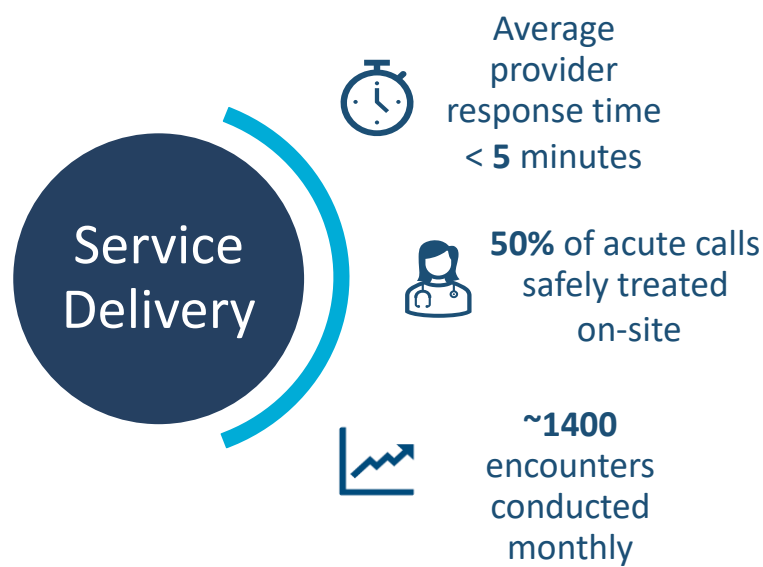 Service
Delivery
Average
provider
response time
< 5 minutes
50% of acute calls
safely treated
on-site
~1400
encounters
conducted
monthly